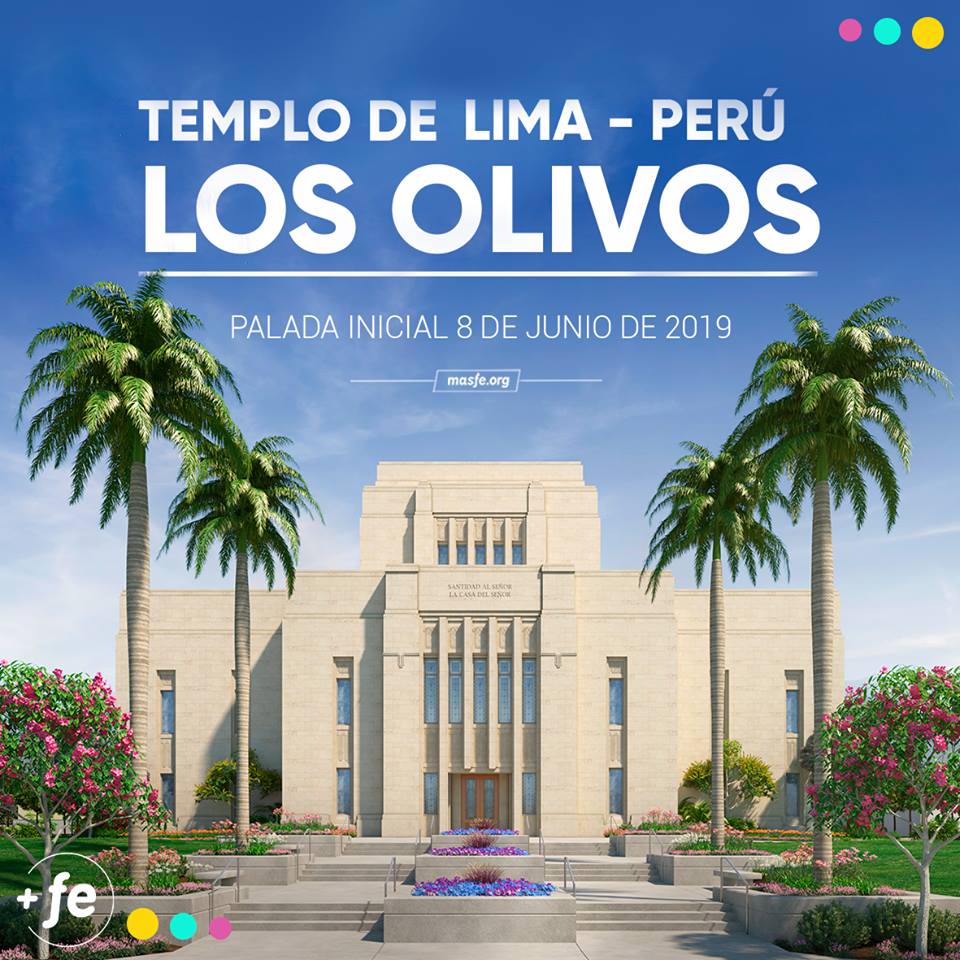 TEMPLO DE LIMA - PERÚ
LOS OLIVOS
PALADA INICIAL 8 DE JUNIO DE 2019
masfe.org
SANTIDAD AL SEÑOR
LA CASA DEL SEÑOR
+ fe